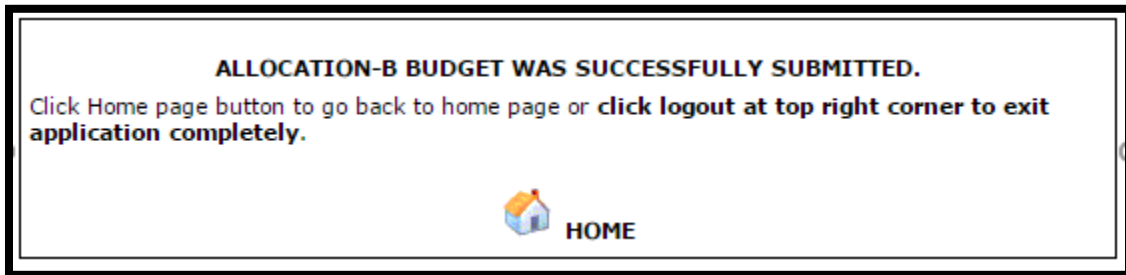 ALLOCATION-B BUDGET WAS SUCCESSFULLY SUBMITTED.
Click Home page button to go back to home page or click logout at top right corner to exit
application completely.
HOME